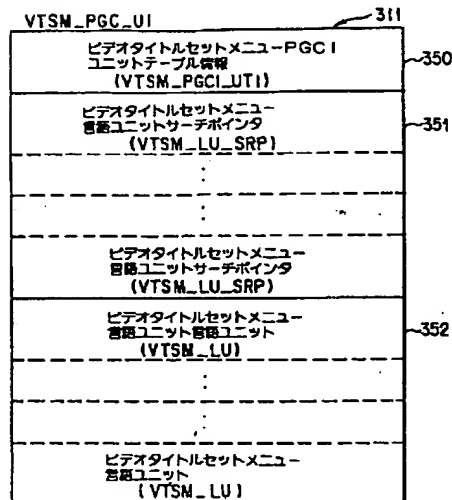 VTSM_PGC_UI
311
ビデオタイトルセットメニューPGCI
ユニットテーブル情報
(VTSM_PGCI_UTI)
350
ビデオタイトルセットメニュー
言語ユニットサーチポインタ
(VTSM_LU_SRP)
351
ビデオタイトルセットメニュー
言語ユニットサーチポインタ
(VTSM_LU_SRP)
ビデオタイトルセットメニュー
言語ユニット言語ユニット
(VTSM_LU)
352
ビデオタイトルセットメニュー
言語ユニット
(VTSM_LU)